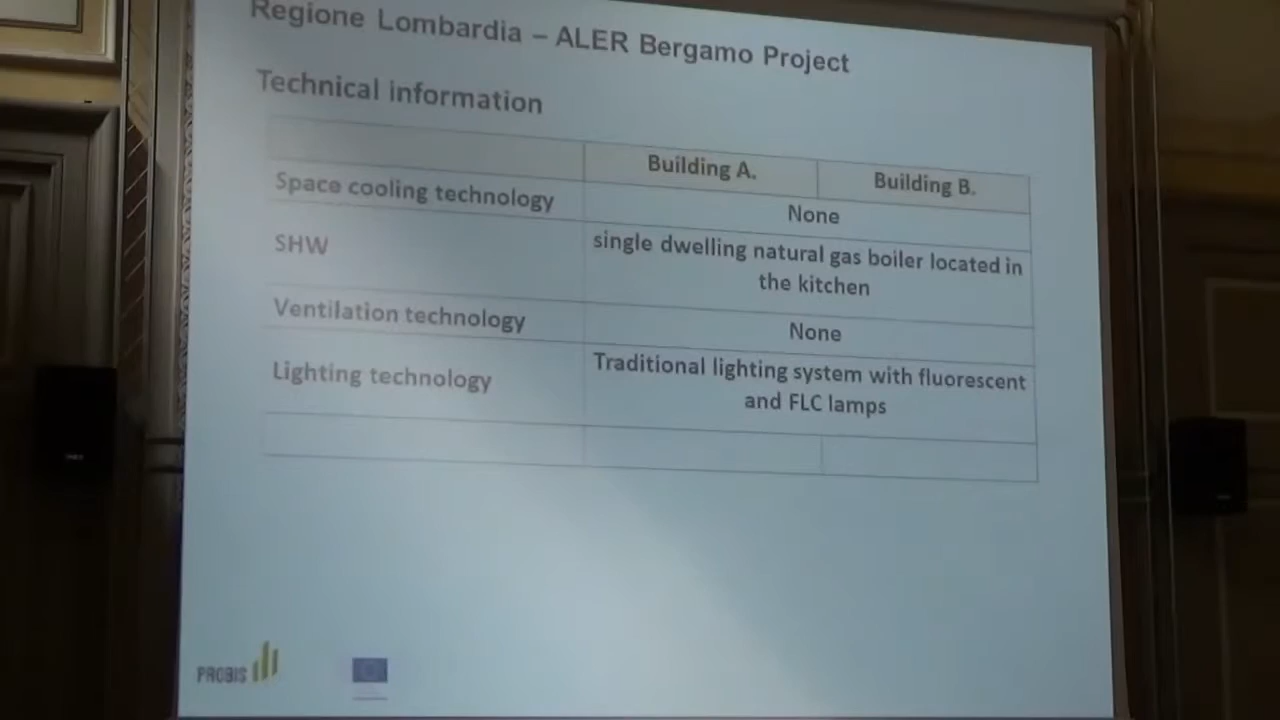 Regione Lombardia – ALER Bergamo Project
Technical information
Building A.
Building B.
Space cooling technology
None
SHW
single dwelling natural gas boiler located in
the kitchen
Ventilation technology
None
Lighting technology
Traditional lighting system with fluorescent
and FLC lamps
PROBIS